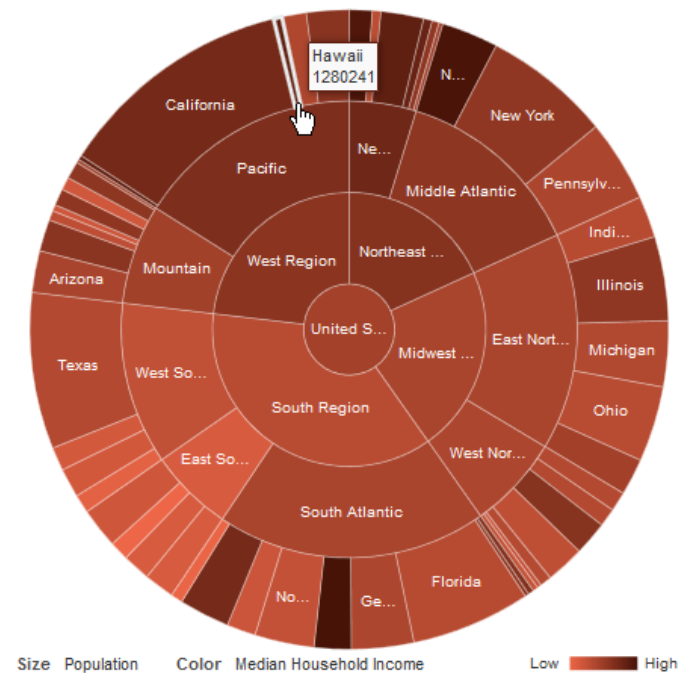 Hawaii
1280241
California
N...
New York
Ne...
Pacific
Middle Atlantic
Pennsylv...
Indi...
West Region
Northeast ...
Mountain
Arizona
Illinois
United S...
Midwest ...
East Nort...
Michigan
Texas
West So...
South Region
Ohio
East So...
West Nor...
South Atlantic
Florida
No...
Ge...
Size Population Color Median Household Income Low High